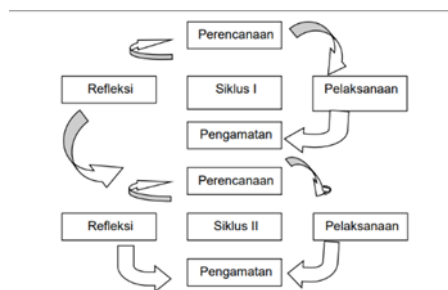 Perencanaan
Refleksi
Siklus I
Pelaksanaan
Pengamatan
Perencanaan
Refleksi
Siklus II
Pelaksanaan
Pengamatan